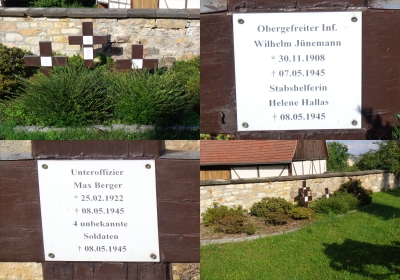 Obergefreiter Inf.
Wilhelm Jünemann
* 30.11.1908
† 07.05.1945
Stabshelferin
Helene Hallas
† 08.05.1945
Unteroffizier
Max Berger
* 25.02.1922
† 08.05.1945
4 unbekannte
Soldaten
† 08.05.1945